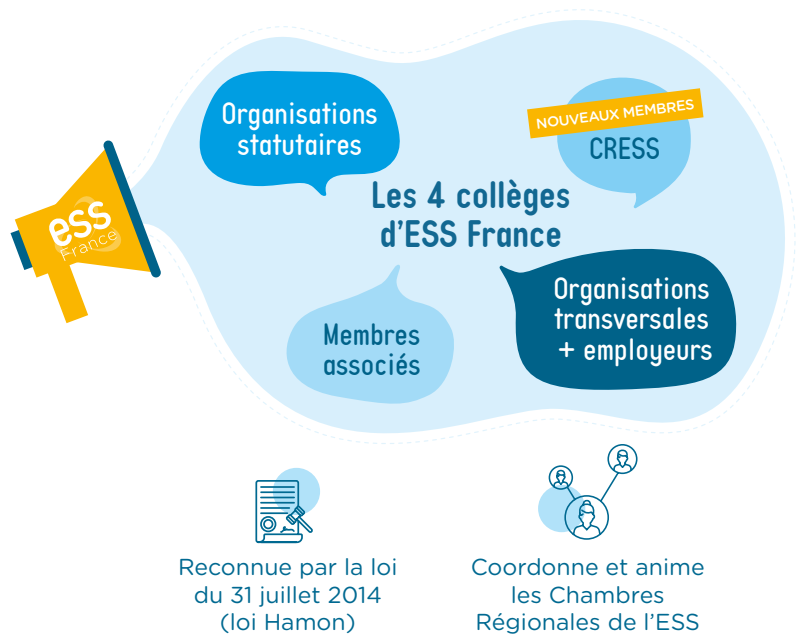 Organisations
statutaires
NOUVEAUX MEMBRES
CRESS
Les 4 collèges
d'ESS France
ess
France
Organisations
transversales
+ employeurs
Membres
associés
Reconnue par la loi
du 31 juillet 2014
(loi Hamon)
Coordonne et anime
les Chambres
Régionales de l'ESS